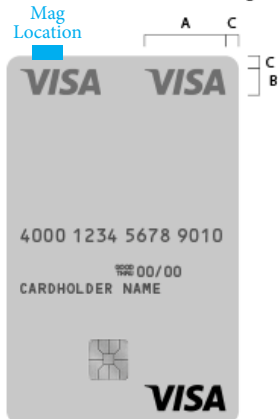 Mag
Location
A C
C
B
VISA VISA
4000 1234 5678 9010
GOOD THRU 00/00
CARDHOLDER NAME
VISA